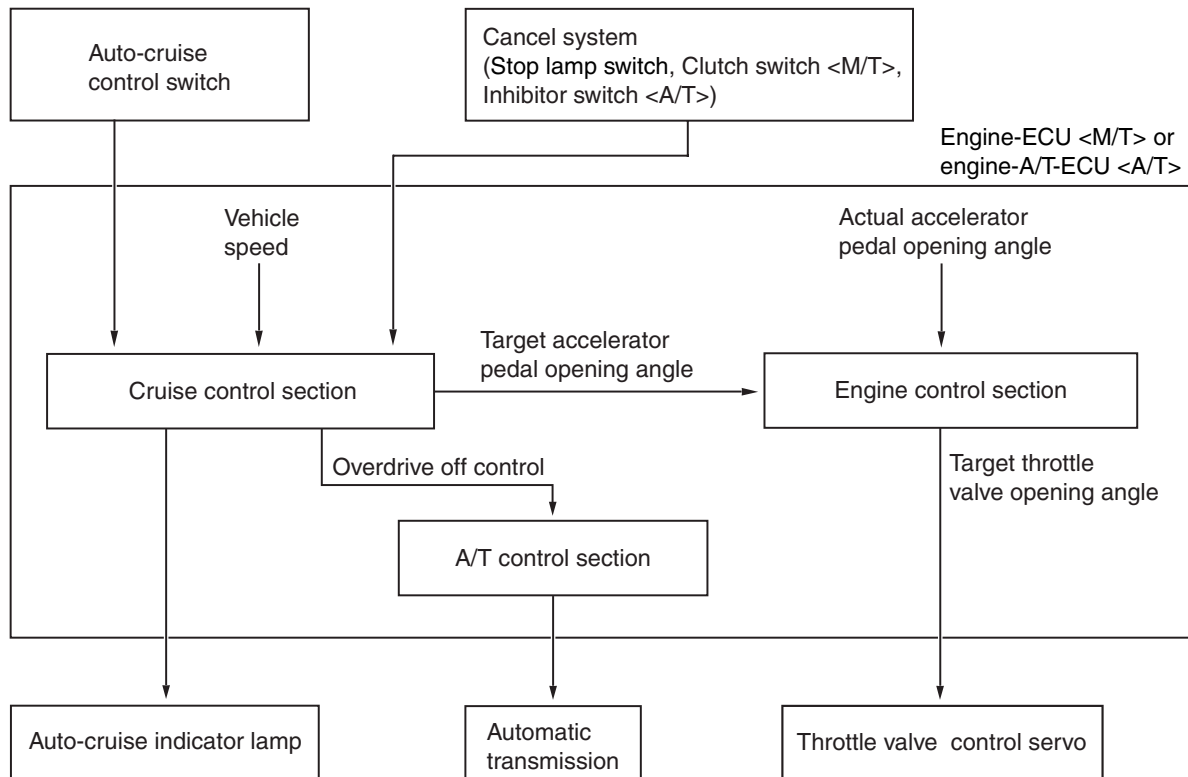 Auto-cruise
control switch
Cancel system
(Stop lamp switch, Clutch switch <M/T>,
Inhibitor switch <A/T>)
Engine-ECU <M/T> or
engine-A/T-ECU <A/T>
Vehicle
speed
Actual accelerator
pedal opening angle
Target accelerator
pedal opening angle
Cruise control section
Engine control section
Overdrive off control
Target throttle
valve opening angle
A/T control section
Auto-cruise indicator lamp
Automatic
transmission
Throttle valve control servo